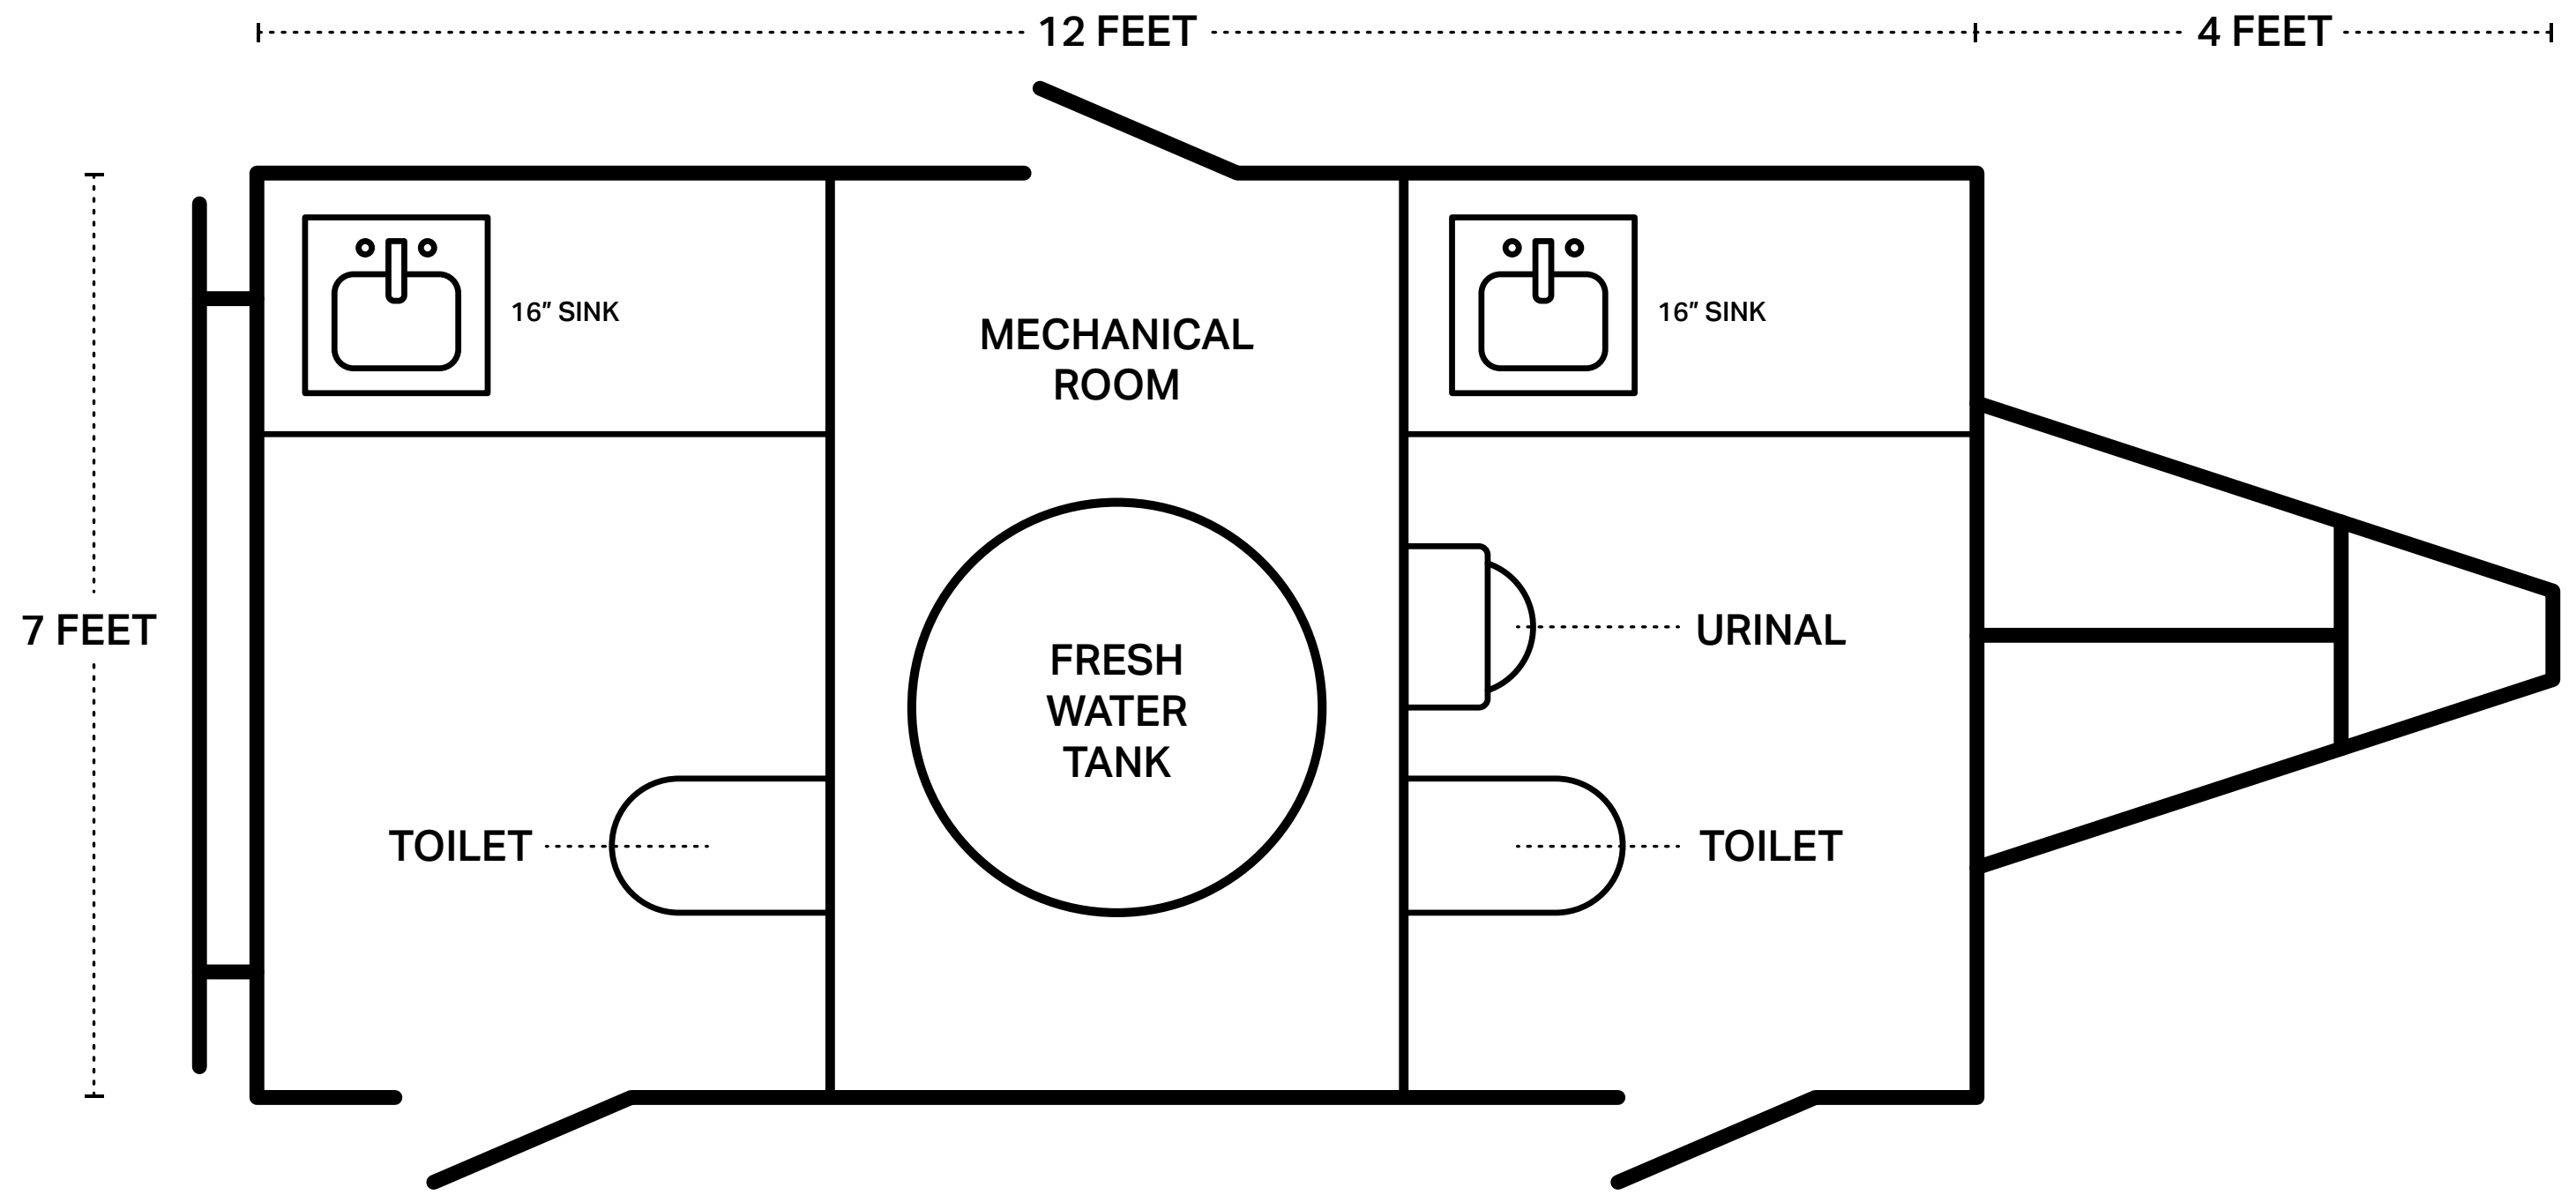 12 FEET
4 FEET
16” SINK
MECHANICAL
ROOM
16” SINK
7 FEET
FRESH
WATER
TANK
URINAL
TOILET
TOILET